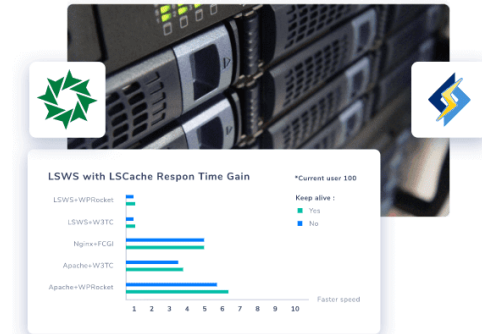 LSWS with LSCache Respon Time Gain
*Current user 100
Keep alive :
Yes
No
LSWS+WPRocket
LSWS+W3TC
Nginx+FCGI
Apache+W3TC
Apache+WPRocket
Faster speed
1 2 3 4 5 6 7 8 9 10